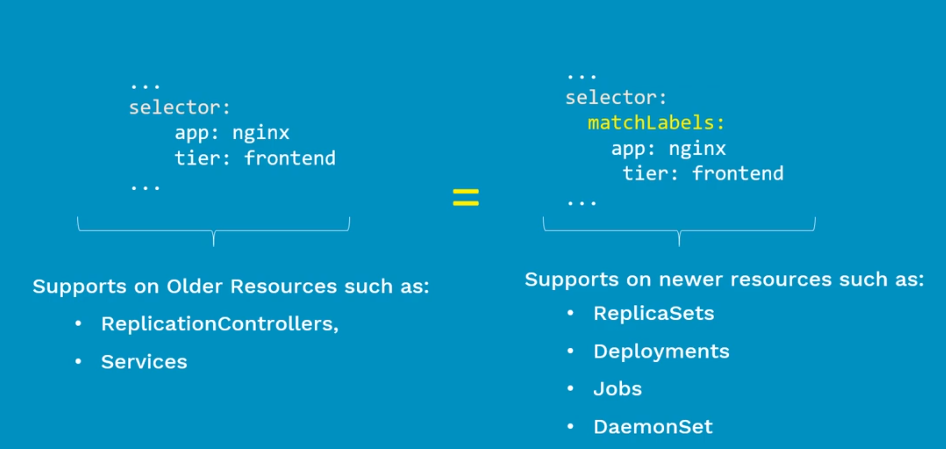 ...
selector:
app: nginx
tier: frontend
...
Supports on Older Resources such as:
• ReplicationControllers,
• Services
=
...
selector:
matchLabels:
app: nginx
tier: frontend
...
Supports on newer resources such as:
• ReplicaSets
• Deployments
• Jobs
• DaemonSet